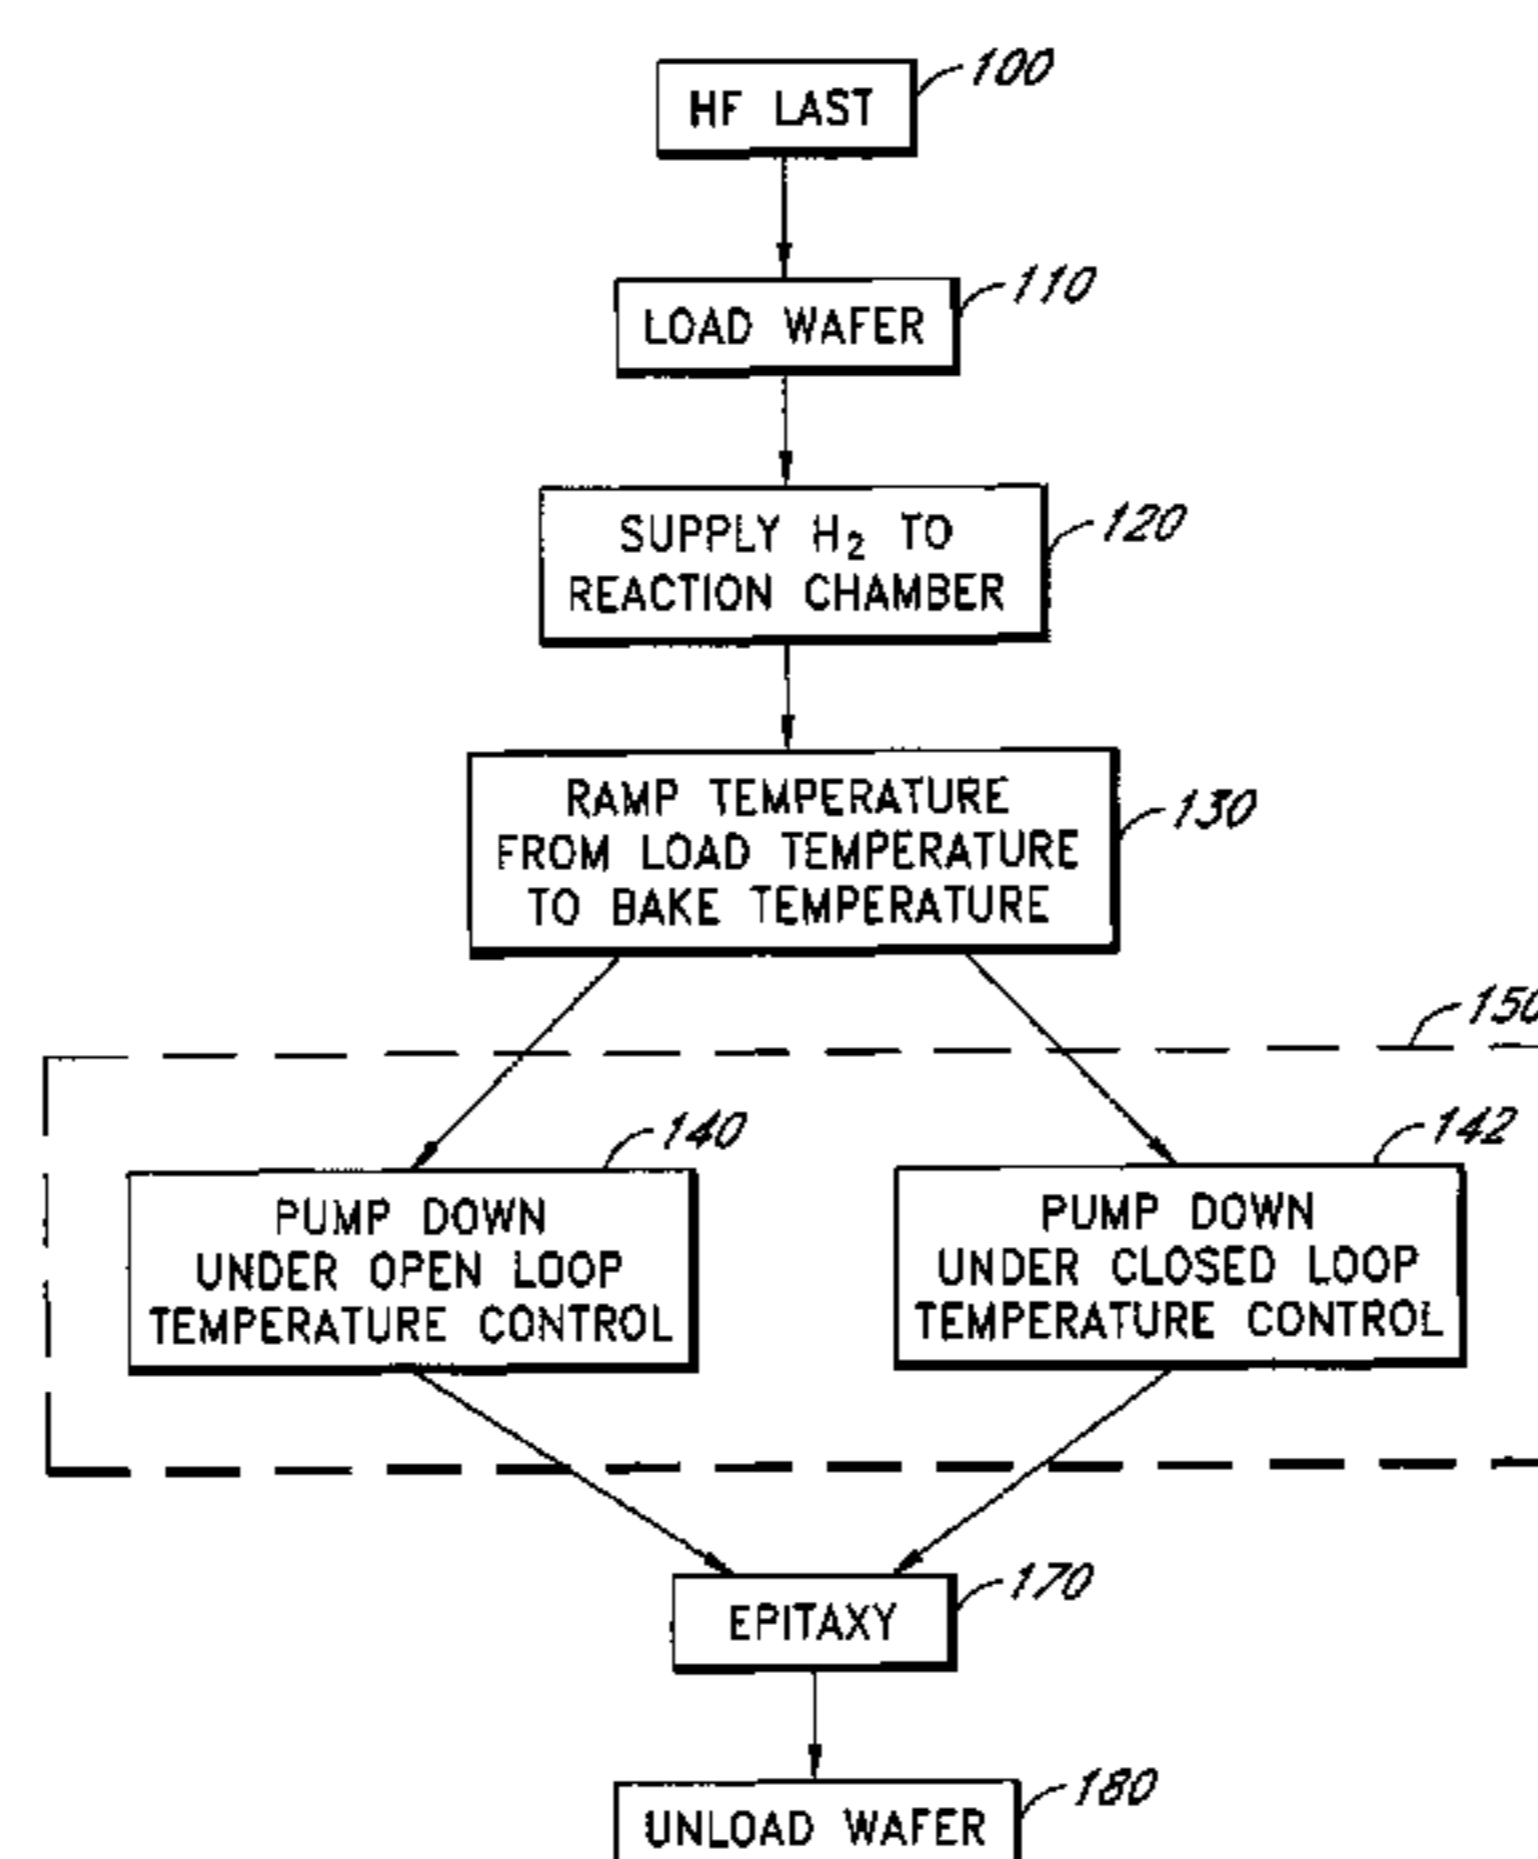 100
HF LAST
110
LOAD WAFER
120
SUPPLY H₂ TO
REACTION CHAMBER
130
RAMP TEMPERATURE
FROM LOAD TEMPERATURE
TO BAKE TEMPERATURE
150
140
PUMP DOWN
UNDER OPEN LOOP
TEMPERATURE CONTROL
142
PUMP DOWN
UNDER CLOSED LOOP
TEMPERATURE CONTROL
170
EPITAXY
180
UNLOAD WAFER